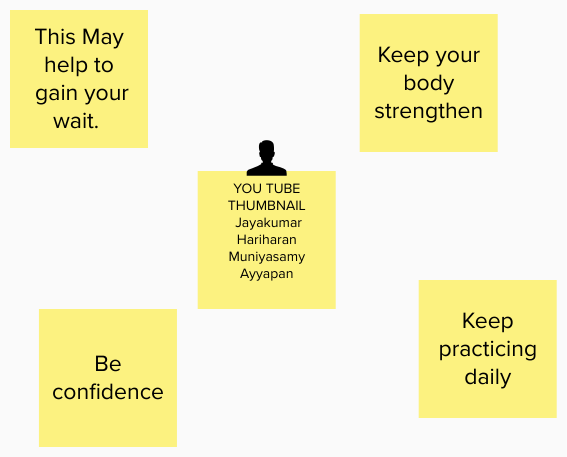 This May
help to
gain your
wait.
Keep your
body
strengthen
YOU TUBE
THUMBNAIL
Jayakumar
Hariharan
Muniyasamy
Ayyapan
Be
confidence
Keep
practicing
daily